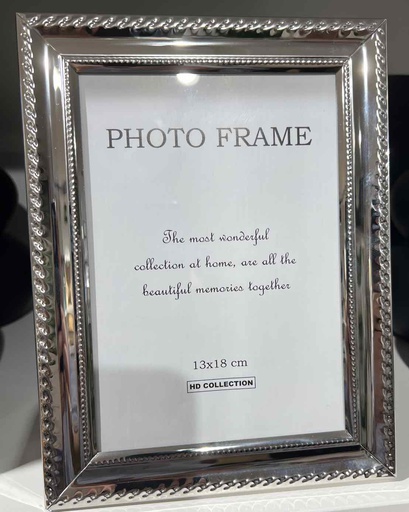 PHOTO FRAME
The most wonderful
collection at home, are all the
beautiful memories together
13x18 cm
HD COLLECTION